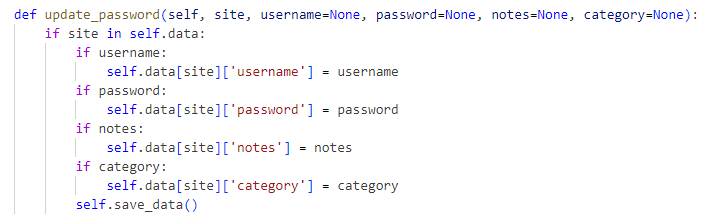 def update_password(self, site, username=None, password=None, notes=None, category=None):
    if site in self.data:
        if username:
            self.data[site]['username'] = username
        if password:
            self.data[site]['password'] = password
        if notes:
            self.data[site]['notes'] = notes
        if category:
            self.data[site]['category'] = category
        self.save_data()